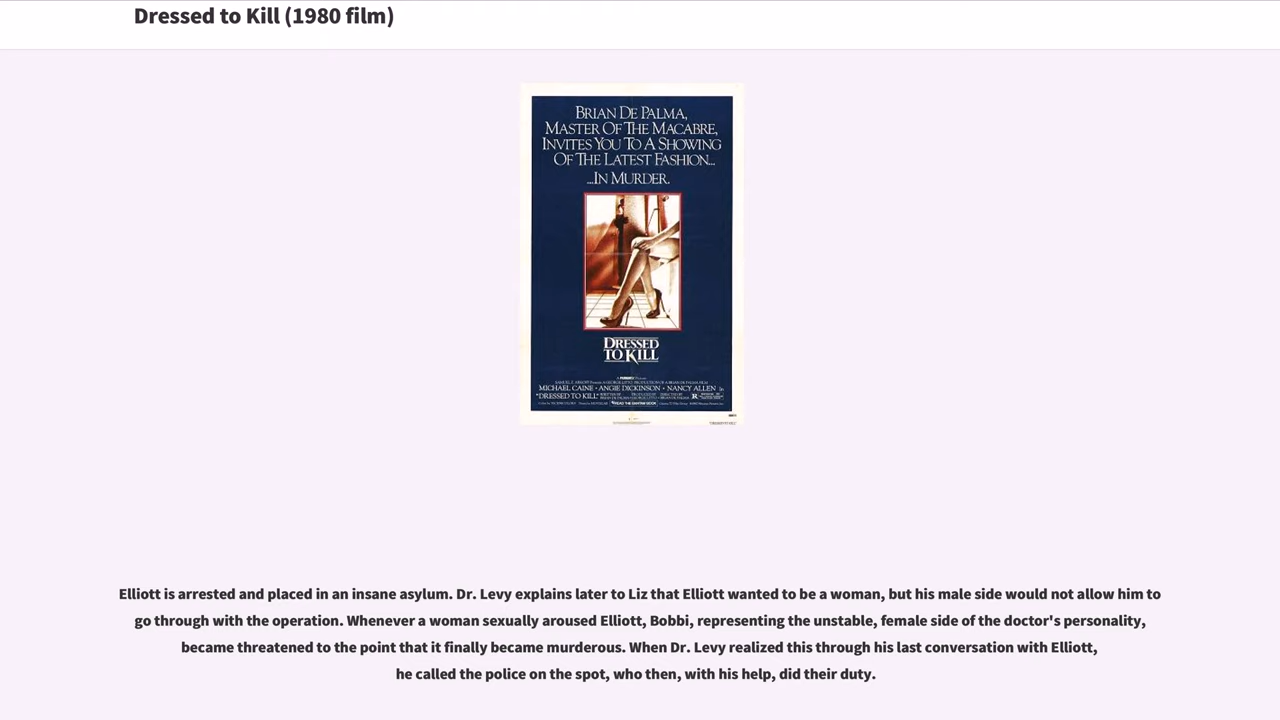 Dressed to Kill (1980 film)
BRIAN DE PALMA,
MASTER OF THE MACABRE,
INVITES YOU TO A SHOWING
OF THE LATEST FASHION...
...IN MURDER.
DRESSED
TO KILL
MICHAEL CAINE • ANGIE DICKINSON • NANCY ALLEN in
"DRESSED TO KILL"
R
Elliott is arrested and placed in an insane asylum. Dr. Levy explains later to Liz that Elliott wanted to be a woman, but his male side would not allow him to
go through with the operation. Whenever a woman sexually aroused Elliott, Bobbi, representing the unstable, female side of the doctor's personality,
became threatened to the point that it finally became murderous. When Dr. Levy realized this through his last conversation with Elliott,
he called the police on the spot, who then, with his help, did their duty.